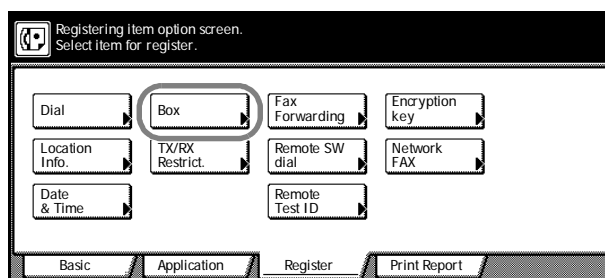 Registering item option screen.
Select item for register.
Dial
Box
Fax
Forwarding
Encryption
key
Location
Info.
TX/RX
Restrict.
Remote SW
dial
Network
FAX
Date
& Time
Remote
Test ID
Basic
Application
Register
Print Report